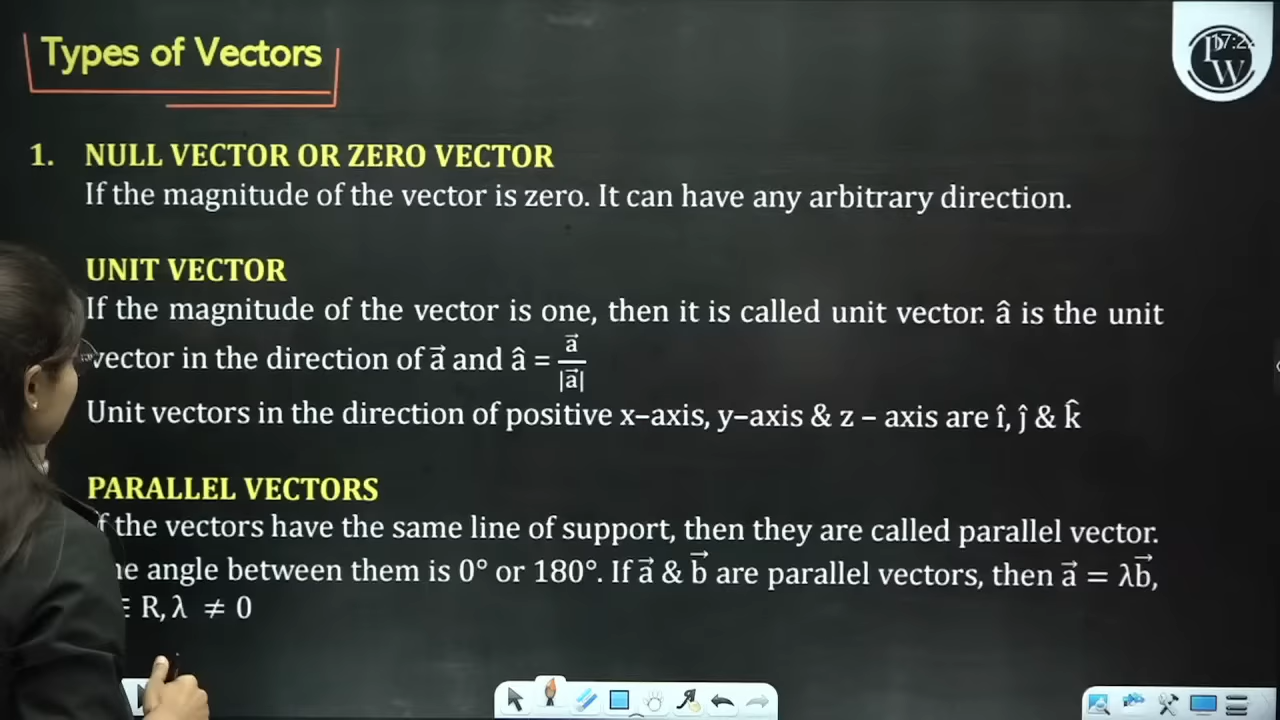 Types of Vectors
17:2
PW
1. NULL VECTOR OR ZERO VECTOR
If the magnitude of the vector is zero. It can have any arbitrary direction.
UNIT VECTOR
If the magnitude of the vector is one, then it is called unit vector. â is the unit
vector in the direction of a⃗ and â = a⃗/|a⃗|
Unit vectors in the direction of positive x–axis, y–axis & z – axis are î, ĵ & k̂
PARALLEL VECTORS
f the vectors have the same line of support, then they are called parallel vector.
angle between them is 0° or 180°. If a⃗ & b⃗ are parallel vectors, then a⃗ = λb⃗,
R, λ ≠ 0